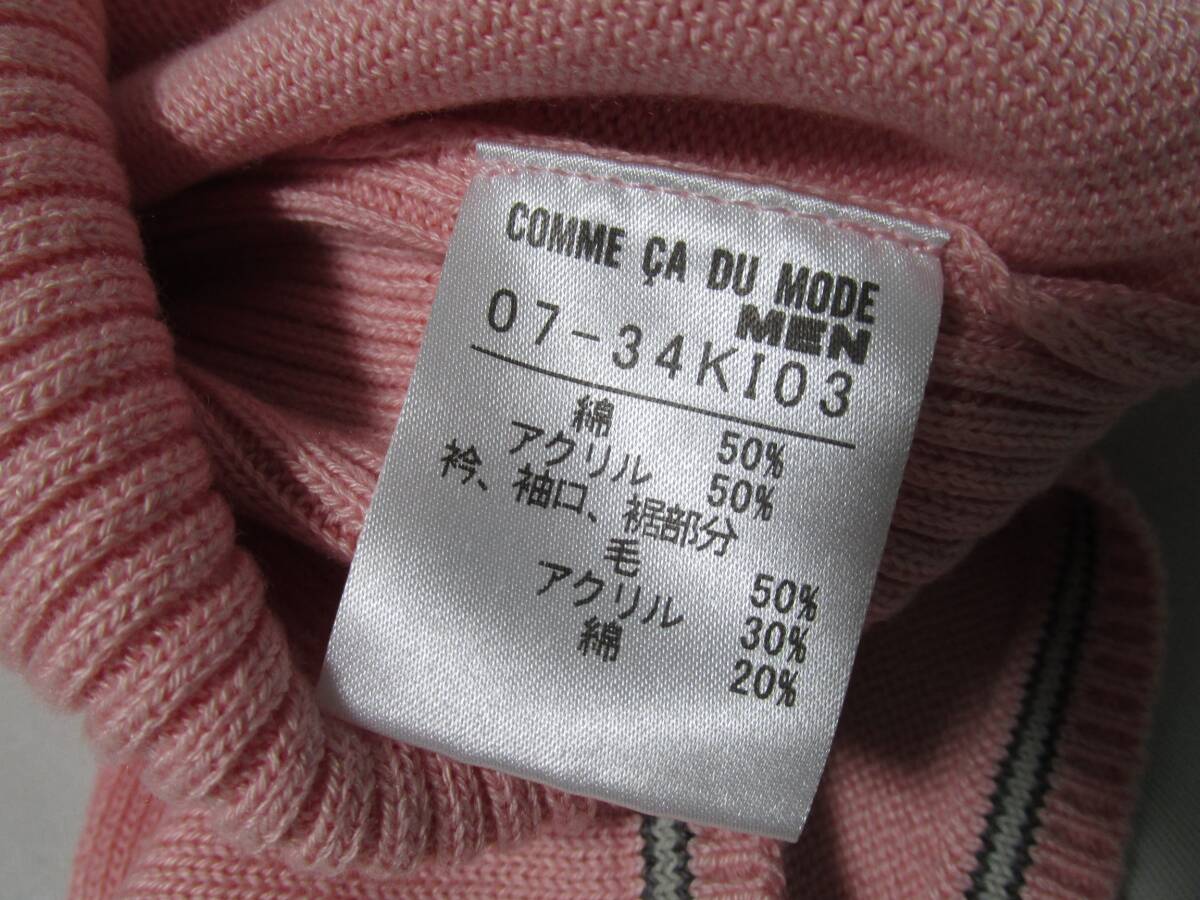 COMME ÇA DU MODE
MEN
07-34KI03
綿 50%
アクリル 50%
衿、袖口、裾部分
毛 50%
アクリル 30%
綿 20%